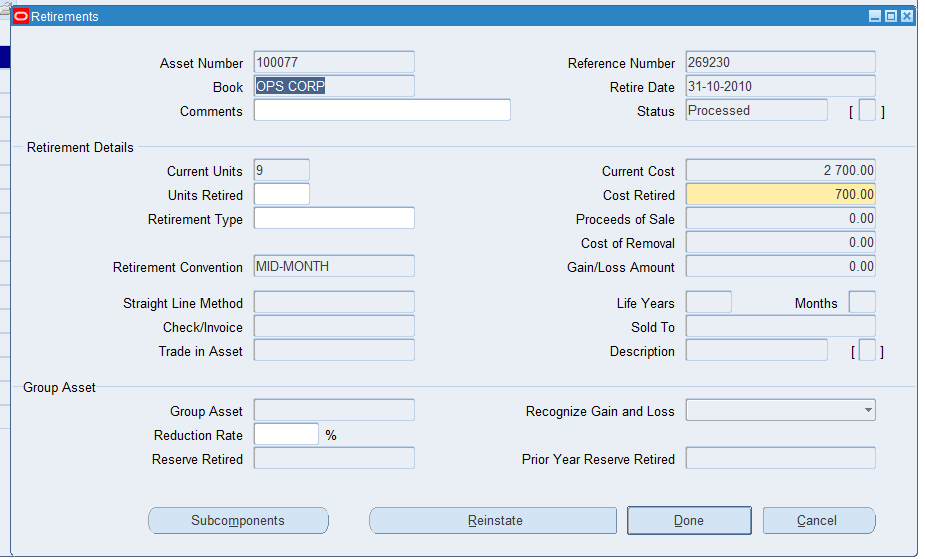 Retirements
Asset Number 100077 Reference Number 269230
Book OPS CORP Retire Date 31-10-2010
Comments Status Processed [ ]
Retirement Details
Current Units 9 Current Cost 2 700.00
Units Retired Cost Retired 700.00
Retirement Type Proceeds of Sale 0.00
Cost of Removal 0.00
Retirement Convention MID-MONTH Gain/Loss Amount 0.00
Straight Line Method Life Years Months
Check/Invoice Sold To
Trade in Asset Description [ ]
Group Asset
Group Asset Recognize Gain and Loss
Reduction Rate %
Reserve Retired Prior Year Reserve Retired
Subcomponents Reinstate Done Cancel